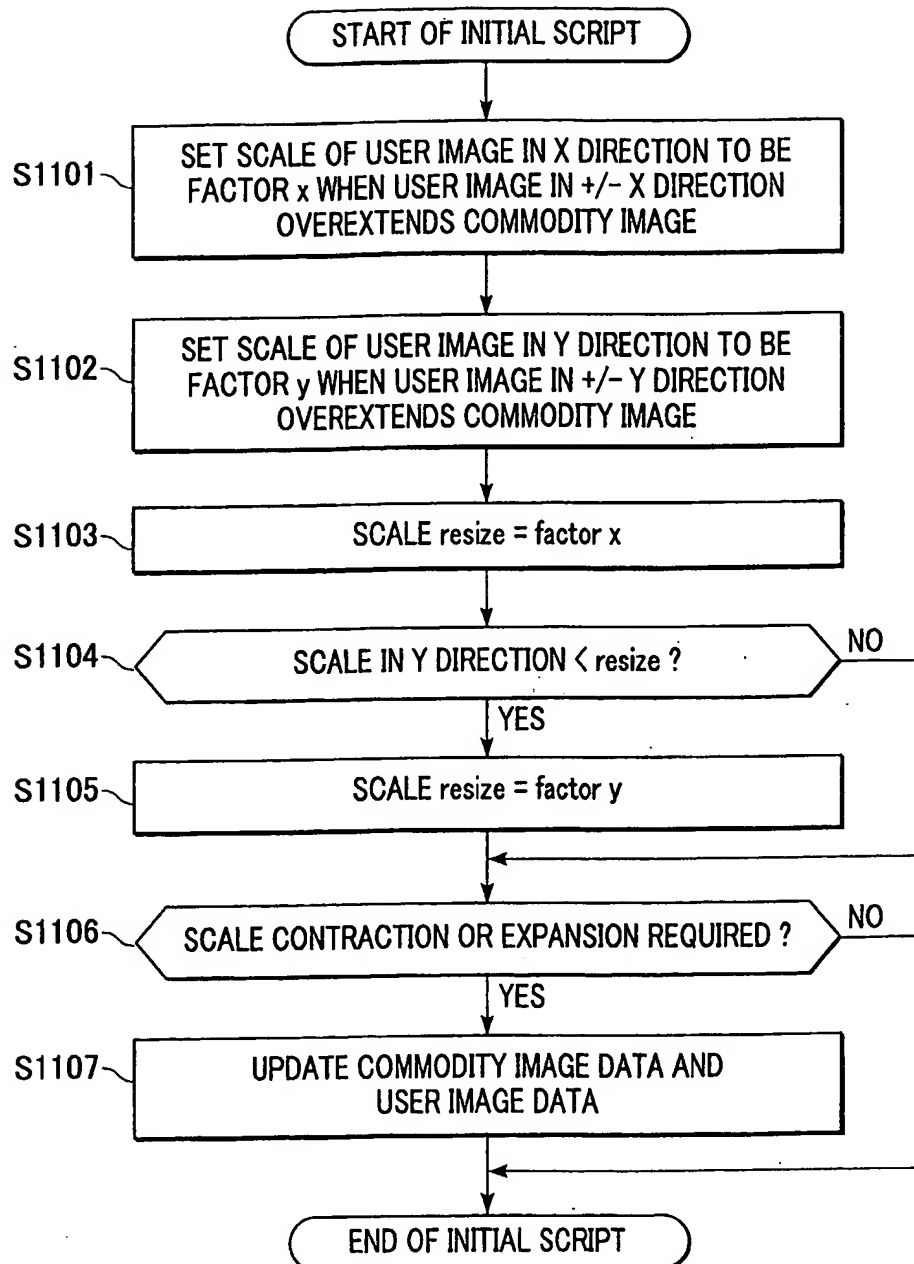 START OF INITIAL SCRIPT
S1101
SET SCALE OF USER IMAGE IN X DIRECTION TO BE
FACTOR x WHEN USER IMAGE IN +/- X DIRECTION
OVEREXTENDS COMMODITY IMAGE
S1102
SET SCALE OF USER IMAGE IN Y DIRECTION TO BE
FACTOR y WHEN USER IMAGE IN +/- Y DIRECTION
OVEREXTENDS COMMODITY IMAGE
S1103
SCALE resize = factor x
S1104
SCALE IN Y DIRECTION < resize ?
NO
YES
S1105
SCALE resize = factor y
S1106
SCALE CONTRACTION OR EXPANSION REQUIRED ?
NO
YES
S1107
UPDATE COMMODITY IMAGE DATA AND
USER IMAGE DATA
END OF INITIAL SCRIPT